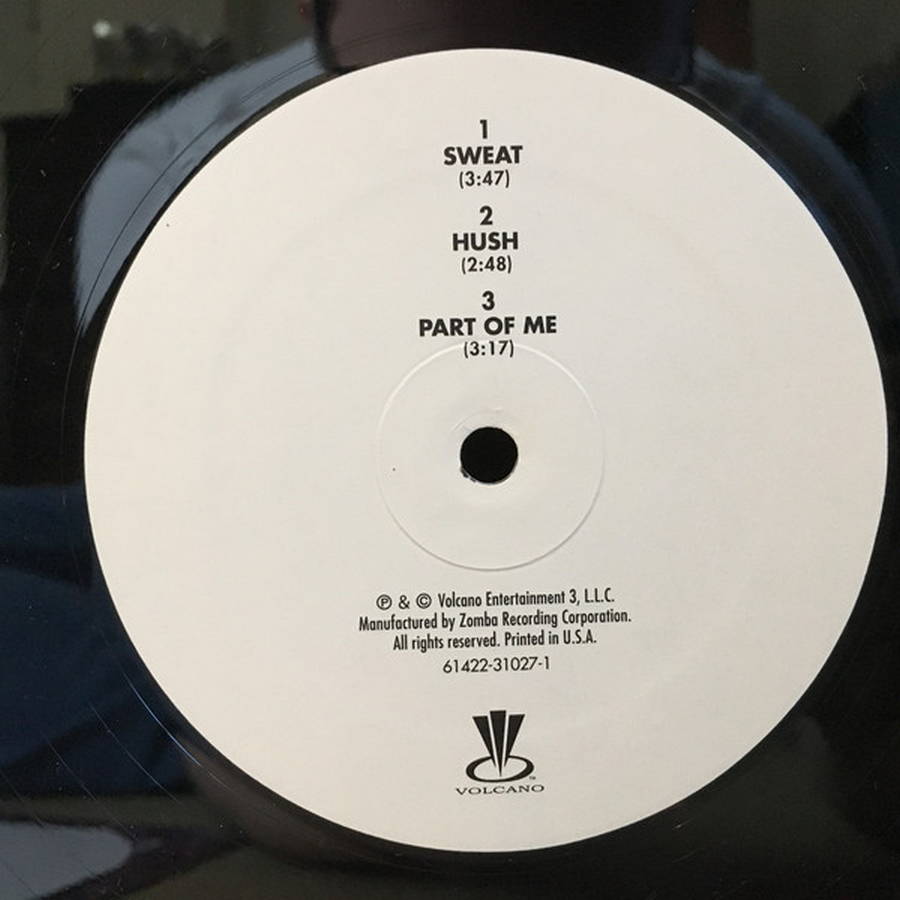 1
SWEAT
(3:47)
2
HUSH
(2:48)
3
PART OF ME
(3:17)
℗ & © Volcano Entertainment 3, L.L.C.
Manufactured by Zomba Recording Corporation.
All rights reserved. Printed in U.S.A.
61422-31027-1
TM
VOLCANO